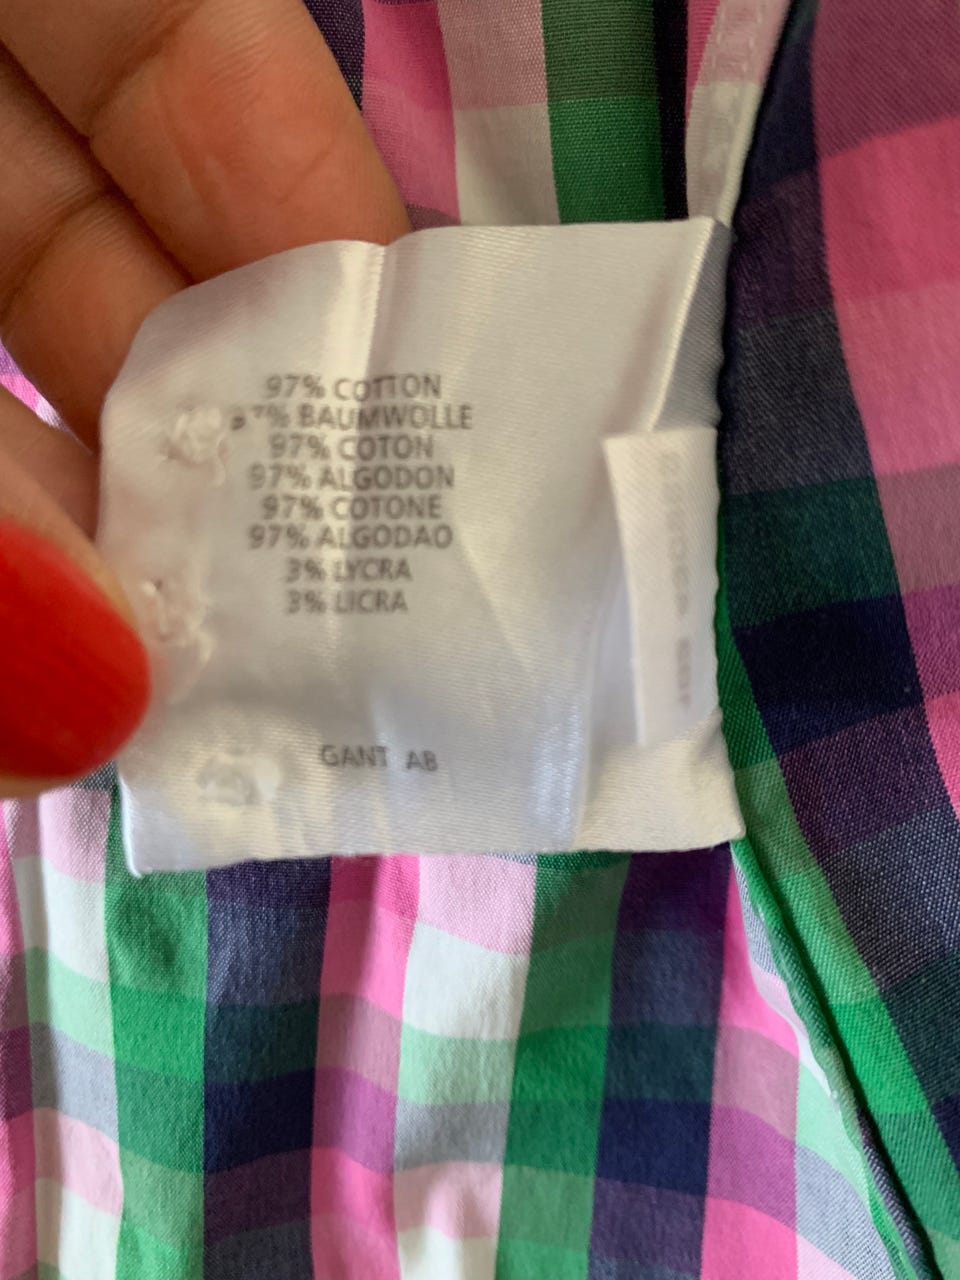 97% COTTON
97% BAUMWOLLE
97% COTON
97% ALGODON
97% COTONE
97% ALGODAO
3% LYCRA
3% LICRA
GANT AB